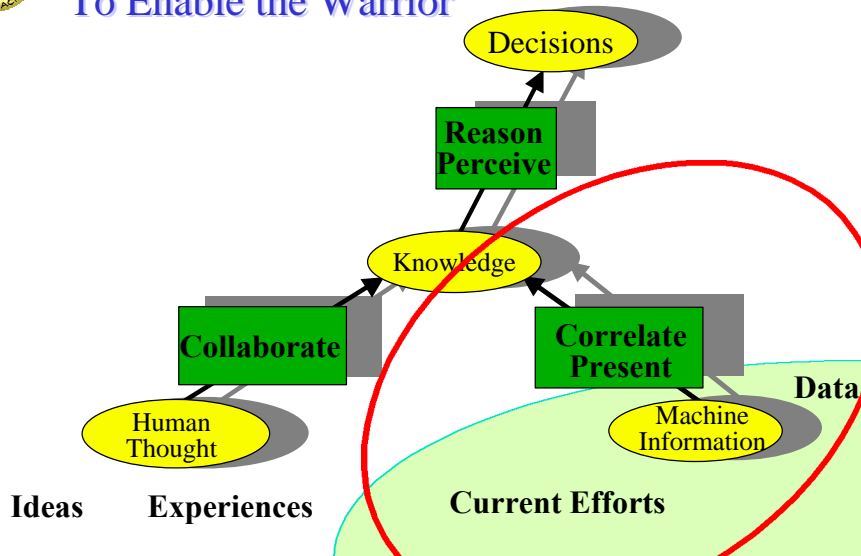 To Enable the Warrior
Decisions
Reason
Perceive
Knowledge
Collaborate
Correlate
Present
Data
Human
Thought
Machine
Information
Ideas Experiences
Current Efforts